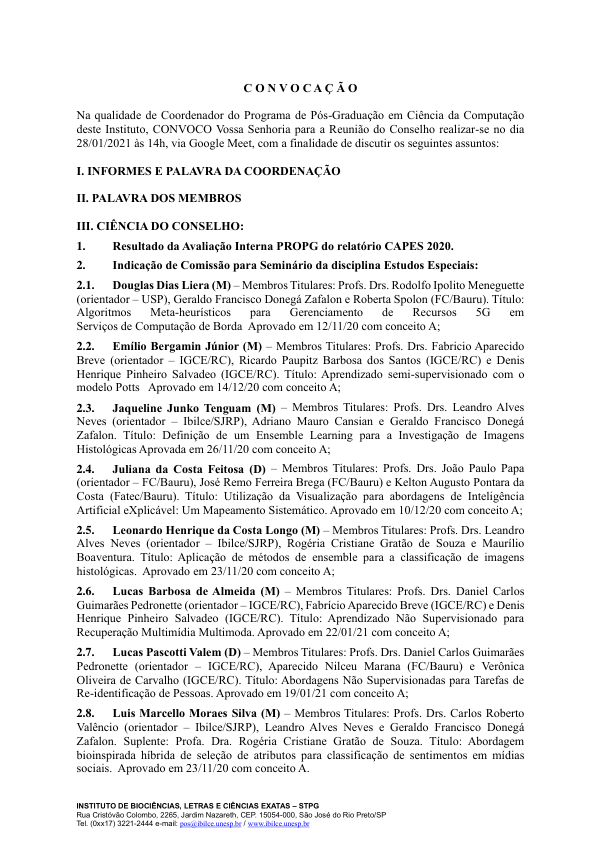 C O N V O C A Ç Ã O
Na qualidade de Coordenador do Programa de Pós-Graduação em Ciência da Computação
deste Instituto, CONVOCO Vossa Senhoria para a Reunião do Conselho realizar-se no dia
28/01/2021 às 14h, via Google Meet, com a finalidade de discutir os seguintes assuntos:
I. INFORMES E PALAVRA DA COORDENAÇÃO
II. PALAVRA DOS MEMBROS
III. CIÊNCIA DO CONSELHO:
1. Resultado da Avaliação Interna PROPG do relatório CAPES 2020.
2. Indicação de Comissão para Seminário da disciplina Estudos Especiais:
2.1. Douglas Dias Liera (M) – Membros Titulares: Profs. Drs. Rodolfo Ipolito Meneguette
(orientador – USP), Geraldo Francisco Donegá Zafalon e Roberta Spolon (FC/Bauru). Título:
Algoritmos Meta-heurísticos para Gerenciamento de Recursos 5G em
Serviços de Computação de Borda Aprovado em 12/11/20 com conceito A;
2.2. Emílio Bergamin Júnior (M) – Membros Titulares: Profs. Drs. Fabricio Aparecido
Breve (orientador – IGCE/RC), Ricardo Paupitz Barbosa dos Santos (IGCE/RC) e Denis
Henrique Pinheiro Salvadeo (IGCE/RC). Título: Aprendizado semi-supervisionado com o
modelo Potts Aprovado em 14/12/20 com conceito A;
2.3. Jaqueline Junko Tenguam (M) – Membros Titulares: Profs. Drs. Leandro Alves
Neves (orientador – Ibilce/SJRP), Adriano Mauro Cansian e Geraldo Francisco Donegá
Zafalon. Título: Definição de um Ensemble Learning para a Investigação de Imagens
Histológicas Aprovada em 26/11/20 com conceito A;
2.4. Juliana da Costa Feitosa (D) – Membros Titulares: Profs. Drs. João Paulo Papa
(orientador – FC/Bauru), José Remo Ferreira Brega (FC/Bauru) e Kelton Augusto Pontara da
Costa (Fatec/Bauru). Título: Utilização da Visualização para abordagens de Inteligência
Artificial eXplicável: Um Mapeamento Sistemático. Aprovado em 10/12/20 com conceito A;
2.5. Leonardo Henrique da Costa Longo (M) – Membros Titulares: Profs. Drs. Leandro
Alves Neves (orientador – Ibilce/SJRP), Rogéria Cristiane Gratão de Souza e Maurílio
Boaventura. Título: Aplicação de métodos de ensemble para a classificação de imagens
histológicas. Aprovado em 23/11/20 com conceito A;
2.6. Lucas Barbosa de Almeida (M) – Membros Titulares: Profs. Drs. Daniel Carlos
Guimarães Pedronette (orientador – IGCE/RC), Fabrício Aparecido Breve (IGCE/RC) e Denis
Henrique Pinheiro Salvadeo (IGCE/RC). Título: Aprendizado Não Supervisionado para
Recuperação Multimídia Multimoda. Aprovado em 22/01/21 com conceito A;
2.7. Lucas Pascotti Valem (D) – Membros Titulares: Profs. Drs. Daniel Carlos Guimarães
Pedronette (orientador – IGCE/RC), Aparecido Nilceu Marana (FC/Bauru) e Verônica
Oliveira de Carvalho (IGCE/RC). Título: Abordagens Não Supervisionadas para Tarefas de
Re-identificação de Pessoas. Aprovado em 19/01/21 com conceito A;
2.8. Luis Marcello Moraes Silva (M) – Membros Titulares: Profs. Drs. Carlos Roberto
Valêncio (orientador – Ibilce/SJRP), Leandro Alves Neves e Geraldo Francisco Donegá
Zafalon. Suplente: Profa. Dra. Rogéria Cristiane Gratão de Souza. Título: Abordagem
bioinspirada híbrida de seleção de atributos para classificação de sentimentos em mídias
sociais. Aprovado em 23/11/20 com conceito A.
INSTITUTO DE BIOCIÊNCIAS, LETRAS E CIÊNCIAS EXATAS – STPG
Rua Cristóvão Colombo, 2265, Jardim Nazareth, CEP. 15054-000, São José do Rio Preto/SP
Tel. (0xx17) 3221-2444 e-mail: pos@ibilce.unesp.br / www.ibilce.unesp.br